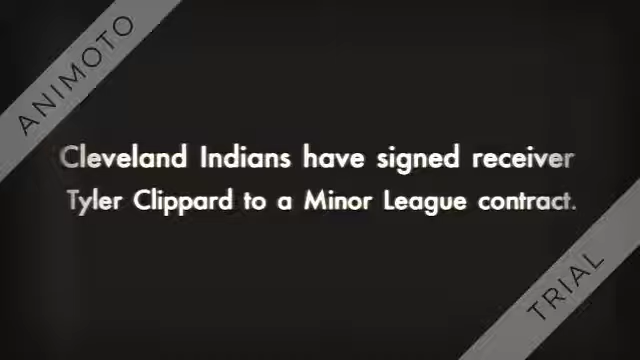 ANIMOTO
Cleveland Indians have signed receiver
Tyler Clippard to a Minor League contract.
TRIAL